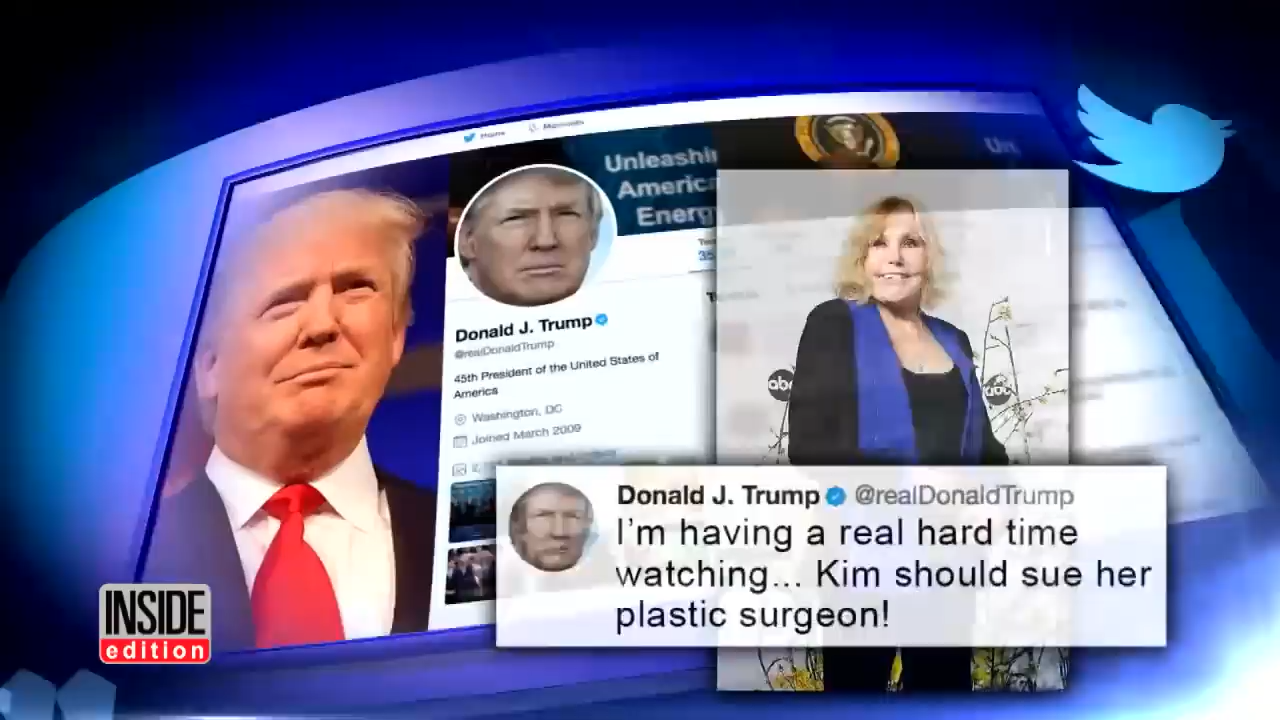 Home
Moments
Unleashi
America
Energy
Un
Donald J. Trump
@realDonaldTrump
45th President of the United States of
America
Washington, DC
Joined March 2009
abc
abc
Donald J. Trump @realDonaldTrump
I'm having a real hard time
watching... Kim should sue her
plastic surgeon!
INSIDE
edition